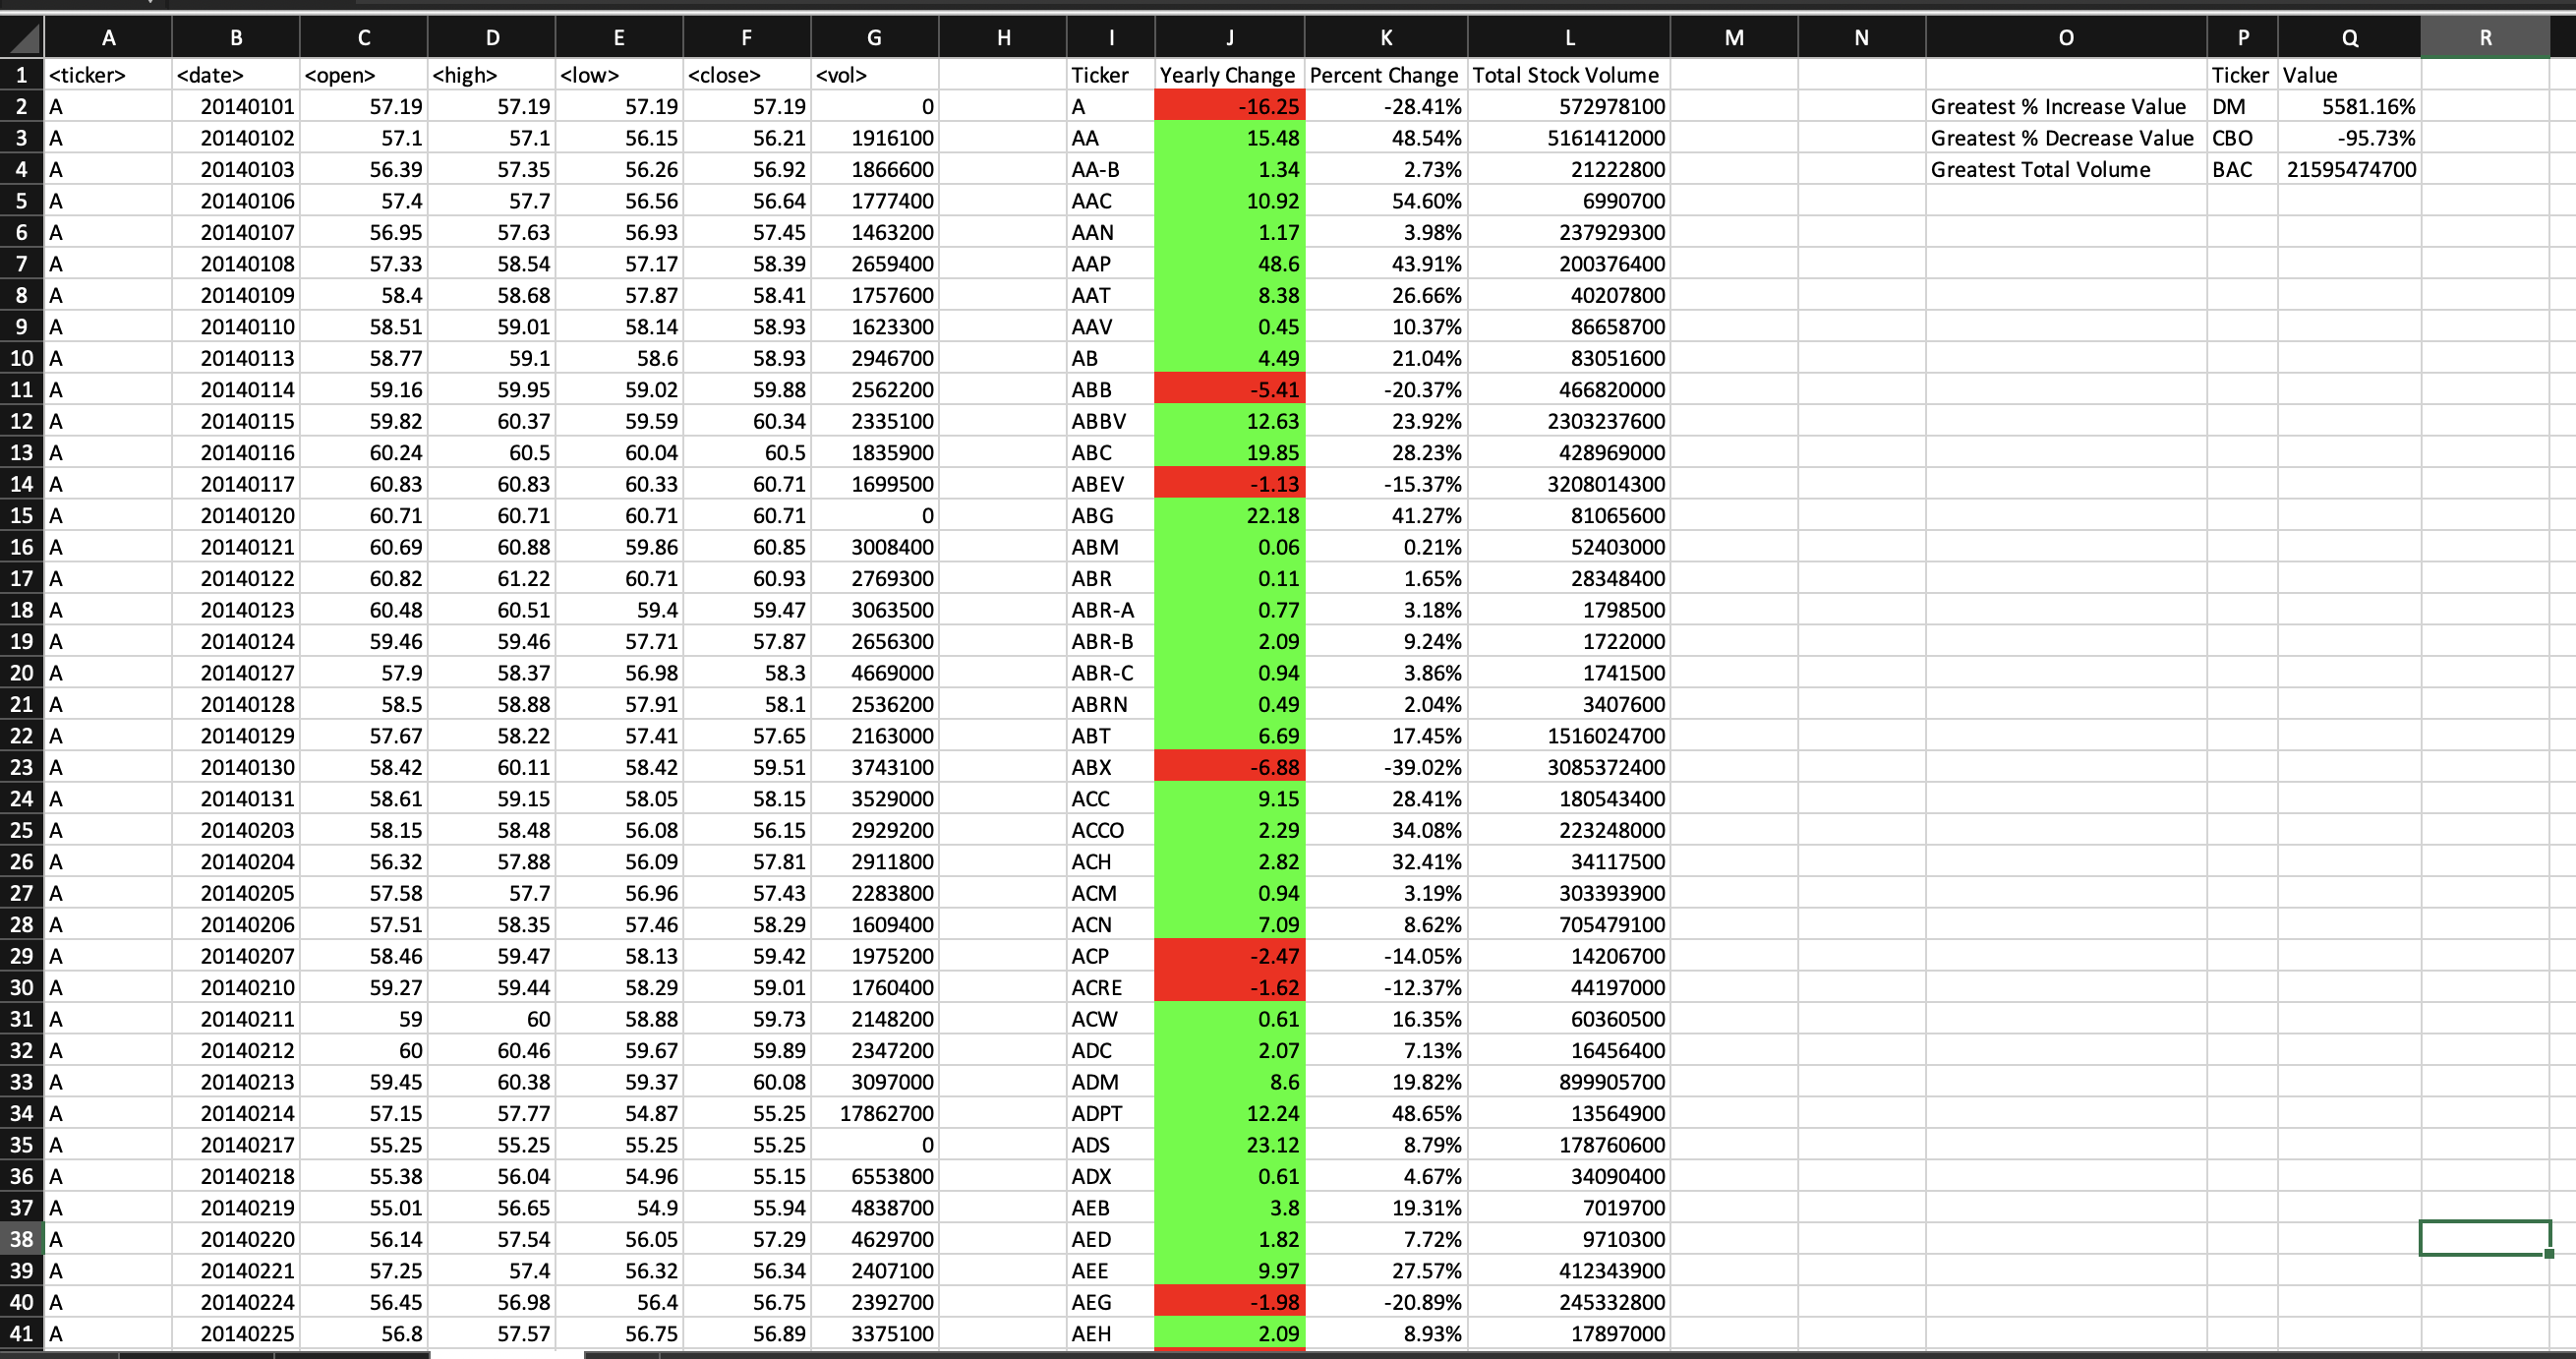 A B C D E F G H I J K L M N O P Q R
1 <ticker> <date> <open> <high> <low> <close> <vol> Ticker Yearly Change Percent Change Total Stock Volume Ticker Value
2 A 20140101 57.19 57.19 57.19 57.19 0 A -16.25 -28.41% 572978100 Greatest % Increase Value DM 5581.16%
3 A 20140102 57.1 57.1 56.15 56.21 1916100 AA 15.48 48.54% 5161412000 Greatest % Decrease Value CBO -95.73%
4 A 20140103 56.39 57.35 56.26 56.92 1866600 AA-B 1.34 2.73% 21222800 Greatest Total Volume BAC 21595474700
5 A 20140106 57.4 57.7 56.56 56.64 1777400 AAC 10.92 54.60% 6990700
6 A 20140107 56.95 57.63 56.93 57.45 1463200 AAN 1.17 3.98% 237929300
7 A 20140108 57.33 58.54 57.17 58.39 2659400 AAP 48.6 43.91% 200376400
8 A 20140109 58.4 58.68 57.87 58.41 1757600 AAT 8.38 26.66% 40207800
9 A 20140110 58.51 59.01 58.14 58.93 1623300 AAV 0.45 10.37% 86658700
10 A 20140113 58.77 59.1 58.6 58.93 2946700 AB 4.49 21.04% 83051600
11 A 20140114 59.16 59.95 59.02 59.88 2562200 ABB -5.41 -20.37% 466820000
12 A 20140115 59.82 60.37 59.59 60.34 2335100 ABBV 12.63 23.92% 2303237600
13 A 20140116 60.24 60.5 60.04 60.5 1835900 ABC 19.85 28.23% 428969000
14 A 20140117 60.83 60.83 60.33 60.71 1699500 ABEV -1.13 -15.37% 3208014300
15 A 20140120 60.71 60.71 60.71 60.71 0 ABG 22.18 41.27% 81065600
16 A 20140121 60.69 60.88 59.86 60.85 3008400 ABM 0.06 0.21% 52403000
17 A 20140122 60.82 61.22 60.71 60.93 2769300 ABR 0.11 1.65% 28348400
18 A 20140123 60.48 60.51 59.4 59.47 3063500 ABR-A 0.77 3.18% 1798500
19 A 20140124 59.46 59.46 57.71 57.87 2656300 ABR-B 2.09 9.24% 1722000
20 A 20140127 57.9 58.37 56.98 58.3 4669000 ABR-C 0.94 3.86% 1741500
21 A 20140128 58.5 58.88 57.91 58.1 2536200 ABRN 0.49 2.04% 3407600
22 A 20140129 57.67 58.22 57.41 57.65 2163000 ABT 6.69 17.45% 1516024700
23 A 20140130 58.42 60.11 58.42 59.51 3743100 ABX -6.88 -39.02% 3085372400
24 A 20140131 58.61 59.15 58.05 58.15 3529000 ACC 9.15 28.41% 180543400
25 A 20140203 58.15 58.48 56.08 56.15 2929200 ACCO 2.29 34.08% 223248000
26 A 20140204 56.32 57.88 56.09 57.81 2911800 ACH 2.82 32.41% 34117500
27 A 20140205 57.58 57.7 56.96 57.43 2283800 ACM 0.94 3.19% 303393900
28 A 20140206 57.51 58.35 57.46 58.29 1609400 ACN 7.09 8.62% 705479100
29 A 20140207 58.46 59.47 58.13 59.42 1975200 ACP -2.47 -14.05% 14206700
30 A 20140210 59.27 59.44 58.29 59.01 1760400 ACRE -1.62 -12.37% 44197000
31 A 20140211 59 60 58.88 59.73 2148200 ACW 0.61 16.35% 60360500
32 A 20140212 60 60.46 59.67 59.89 2347200 ADC 2.07 7.13% 16456400
33 A 20140213 59.45 60.38 59.37 60.08 3097000 ADM 8.6 19.82% 899905700
34 A 20140214 57.15 57.77 54.87 55.25 17862700 ADPT 12.24 48.65% 13564900
35 A 20140217 55.25 55.25 55.25 55.25 0 ADS 23.12 8.79% 178760600
36 A 20140218 55.38 56.04 54.96 55.15 6553800 ADX 0.61 4.67% 34090400
37 A 20140219 55.01 56.65 54.9 55.94 4838700 AEB 3.8 19.31% 7019700
38 A 20140220 56.14 57.54 56.05 57.29 4629700 AED 1.82 7.72% 9710300
39 A 20140221 57.25 57.4 56.32 56.34 2407100 AEE 9.97 27.57% 412343900
40 A 20140224 56.45 56.98 56.4 56.75 2392700 AEG -1.98 -20.89% 245332800
41 A 20140225 56.8 57.57 56.75 56.89 3375100 AEH 2.09 8.93% 17897000